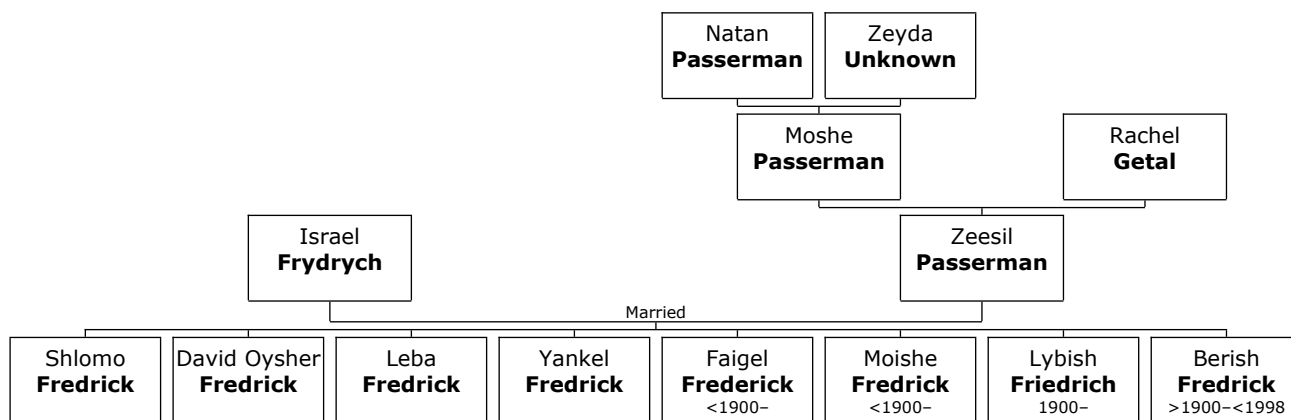 Natan
Passerman
Zeyda
Unknown
Moshe
Passerman
Rachel
Getal
Israel
Frydrych
Zeesil
Passerman
Married
Shlomo
Fredrick
David Oysher
Fredrick
Leba
Fredrick
Yankel
Fredrick
Faigel
Frederick
<1900–
Moishe
Fredrick
<1900–
Lybish
Friedrich
1900–
Berish
Fredrick
>1900–<1998